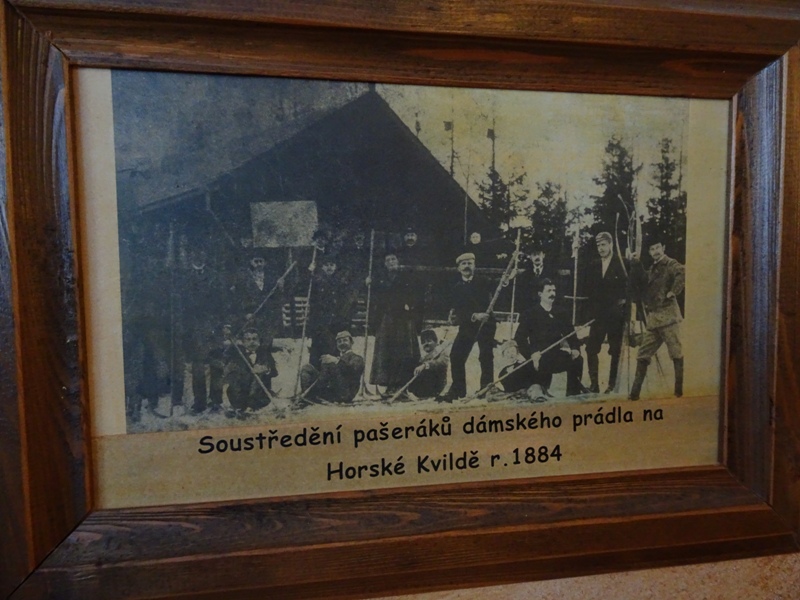 Soustředění pašeráků dámského prádla na
Horské Kvildě r.1884